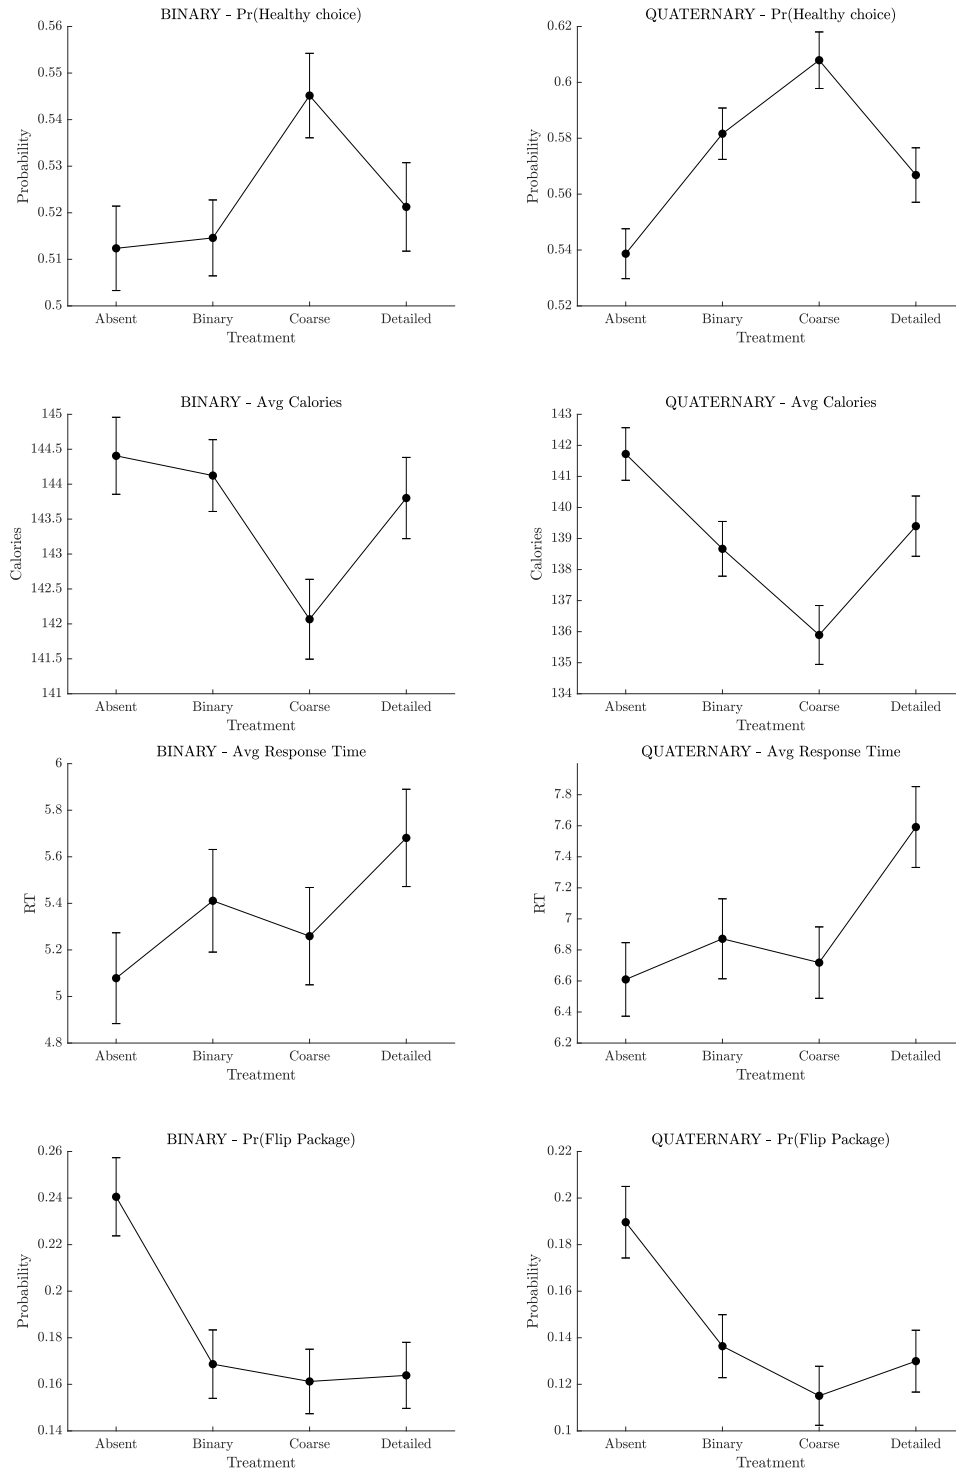 BINARY - Pr(Healthy choice)
0.56
0.55
0.54
0.53
0.52
0.51
0.5
Probability
Absent Binary Coarse Detailed
Treatment
QUATERNARY - Pr(Healthy choice)
0.62
0.6
0.58
0.56
0.54
0.52
Probability
Absent Binary Coarse Detailed
Treatment
BINARY - Avg Calories
145
144.5
144
143.5
143
142.5
142
141.5
141
Calories
Absent Binary Coarse Detailed
Treatment
QUATERNARY - Avg Calories
143
142
141
140
139
138
137
136
135
134
Calories
Absent Binary Coarse Detailed
Treatment
BINARY - Avg Response Time
6
5.8
5.6
5.4
5.2
5
4.8
RT
Absent Binary Coarse Detailed
Treatment
QUATERNARY - Avg Response Time
7.8
7.6
7.4
7.2
7
6.8
6.6
6.4
6.2
RT
Absent Binary Coarse Detailed
Treatment
BINARY - Pr(Flip Package)
0.26
0.24
0.22
0.2
0.18
0.16
0.14
Probability
Absent Binary Coarse Detailed
Treatment
QUATERNARY - Pr(Flip Package)
0.22
0.2
0.18
0.16
0.14
0.12
0.1
Probability
Absent Binary Coarse Detailed
Treatment